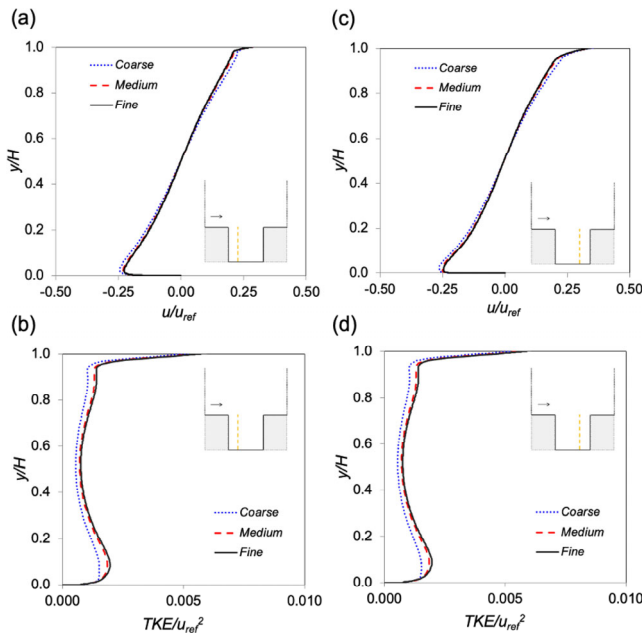 (a)
1.0
0.8
0.6
0.4
0.2
0.0
y/H
Coarse
Medium
Fine
-0.50
-0.25
0.00
0.25
0.50
u/u_ref
(c)
1.0
0.8
0.6
0.4
0.2
0.0
y/H
Coarse
Medium
Fine
-0.50
-0.25
0.00
0.25
0.50
u/u_ref
(b)
1.0
0.8
0.6
0.4
0.2
0.0
y/H
Coarse
Medium
Fine
0.000
0.005
0.010
TKE/u_ref²
(d)
1.0
0.8
0.6
0.4
0.2
0.0
y/H
Coarse
Medium
Fine
0.000
0.005
0.010
TKE/u_ref²